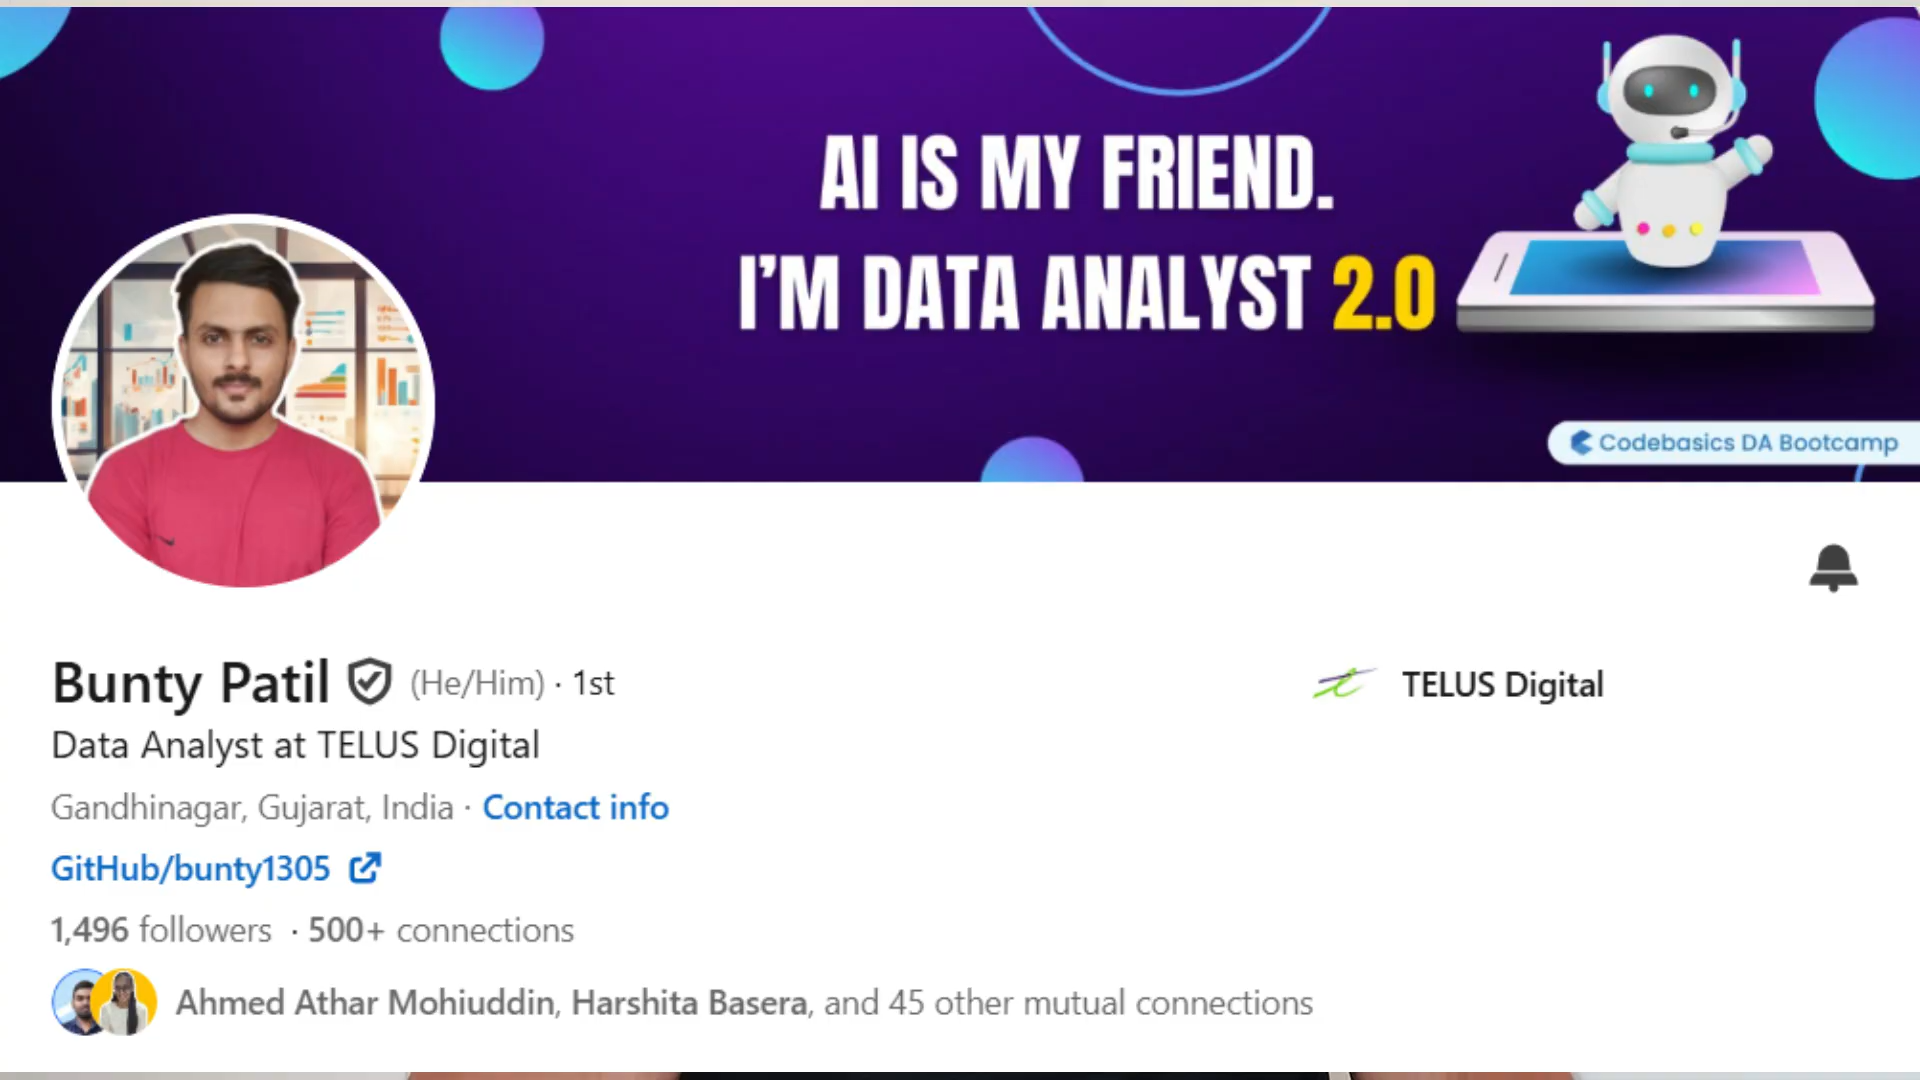 AI IS MY FRIEND.
I'M DATA ANALYST 2.0
Codebasics DA Bootcamp
Bunty Patil (He/Him) · 1st
TELUS Digital
Data Analyst at TELUS Digital
Gandhinagar, Gujarat, India · Contact info
GitHub/bunty1305
1,496 followers · 500+ connections
Ahmed Athar Mohiuddin, Harshita Basera, and 45 other mutual connections